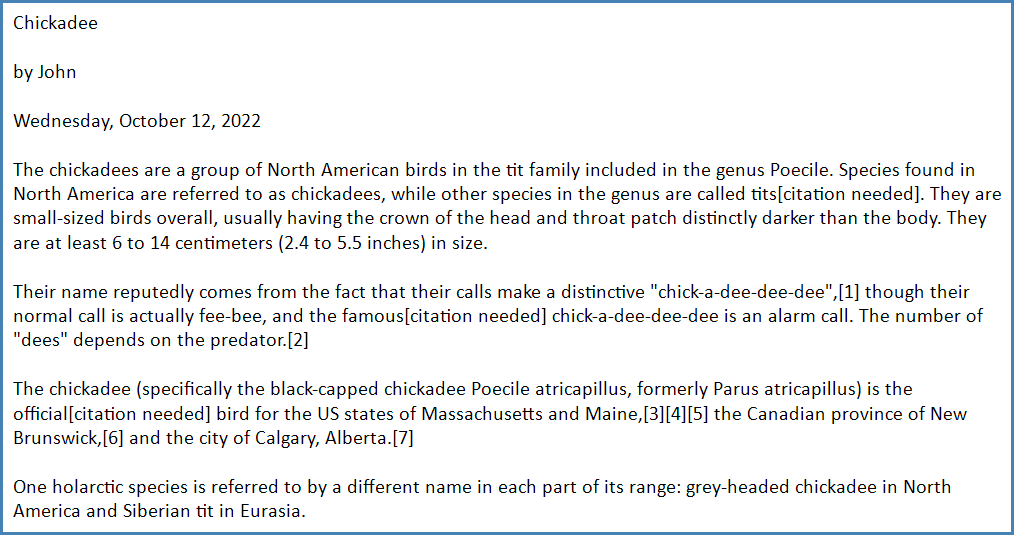 Chickadee
by John
Wednesday, October 12, 2022
The chickadees are a group of North American birds in the tit family included in the genus Poecile. Species found in
North America are referred to as chickadees, while other species in the genus are called tits[citation needed]. They are
small-sized birds overall, usually having the crown of the head and throat patch distinctly darker than the body. They
are at least 6 to 14 centimeters (2.4 to 5.5 inches) in size.
Their name reputedly comes from the fact that their calls make a distinctive "chick-a-dee-dee-dee",[1] though their
normal call is actually fee-bee, and the famous[citation needed] chick-a-dee-dee-dee is an alarm call. The number of
"dees" depends on the predator.[2]
The chickadee (specifically the black-capped chickadee Poecile atricapillus, formerly Parus atricapillus) is the
official[citation needed] bird for the US states of Massachusetts and Maine,[3][4][5] the Canadian province of New
Brunswick,[6] and the city of Calgary, Alberta.[7]
One holarctic species is referred to by a different name in each part of its range: grey-headed chickadee in North
America and Siberian tit in Eurasia.